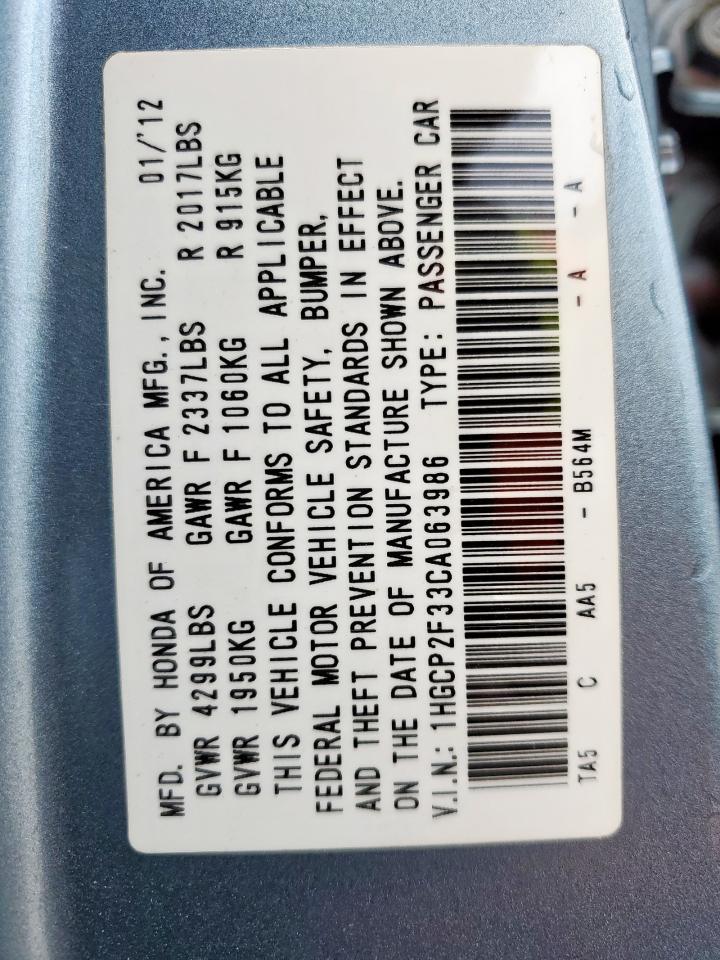 MFD. BY HONDA OF AMERICA MFG., INC. 01/'12
GVWR 4299LBS GAWR F 2337LBS R 2017LBS
GVWR 1950KG GAWR F 1060KG R 915KG
THIS VEHICLE CONFORMS TO ALL APPLICABLE
FEDERAL MOTOR VEHICLE SAFETY, BUMPER,
AND THEFT PREVENTION STANDARDS IN EFFECT
ON THE DATE OF MANUFACTURE SHOWN ABOVE.
V.I.N.: 1HGCP2F33CA063986 TYPE: PASSENGER CAR
TA5 C AA5 - B564M - A - A